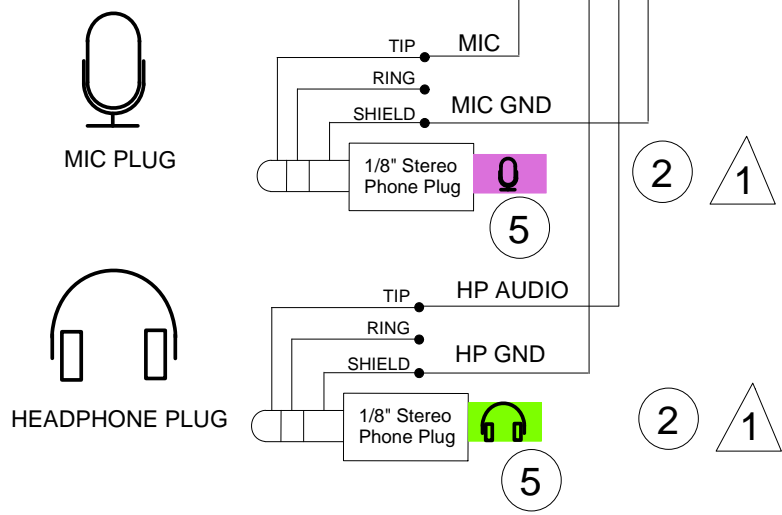 TIP MIC
RING
SHIELD MIC GND
MIC PLUG
1/8" Stereo
Phone Plug
2 1
5
TIP HP AUDIO
RING
SHIELD HP GND
HEADPHONE PLUG
1/8" Stereo
Phone Plug
2 1
5